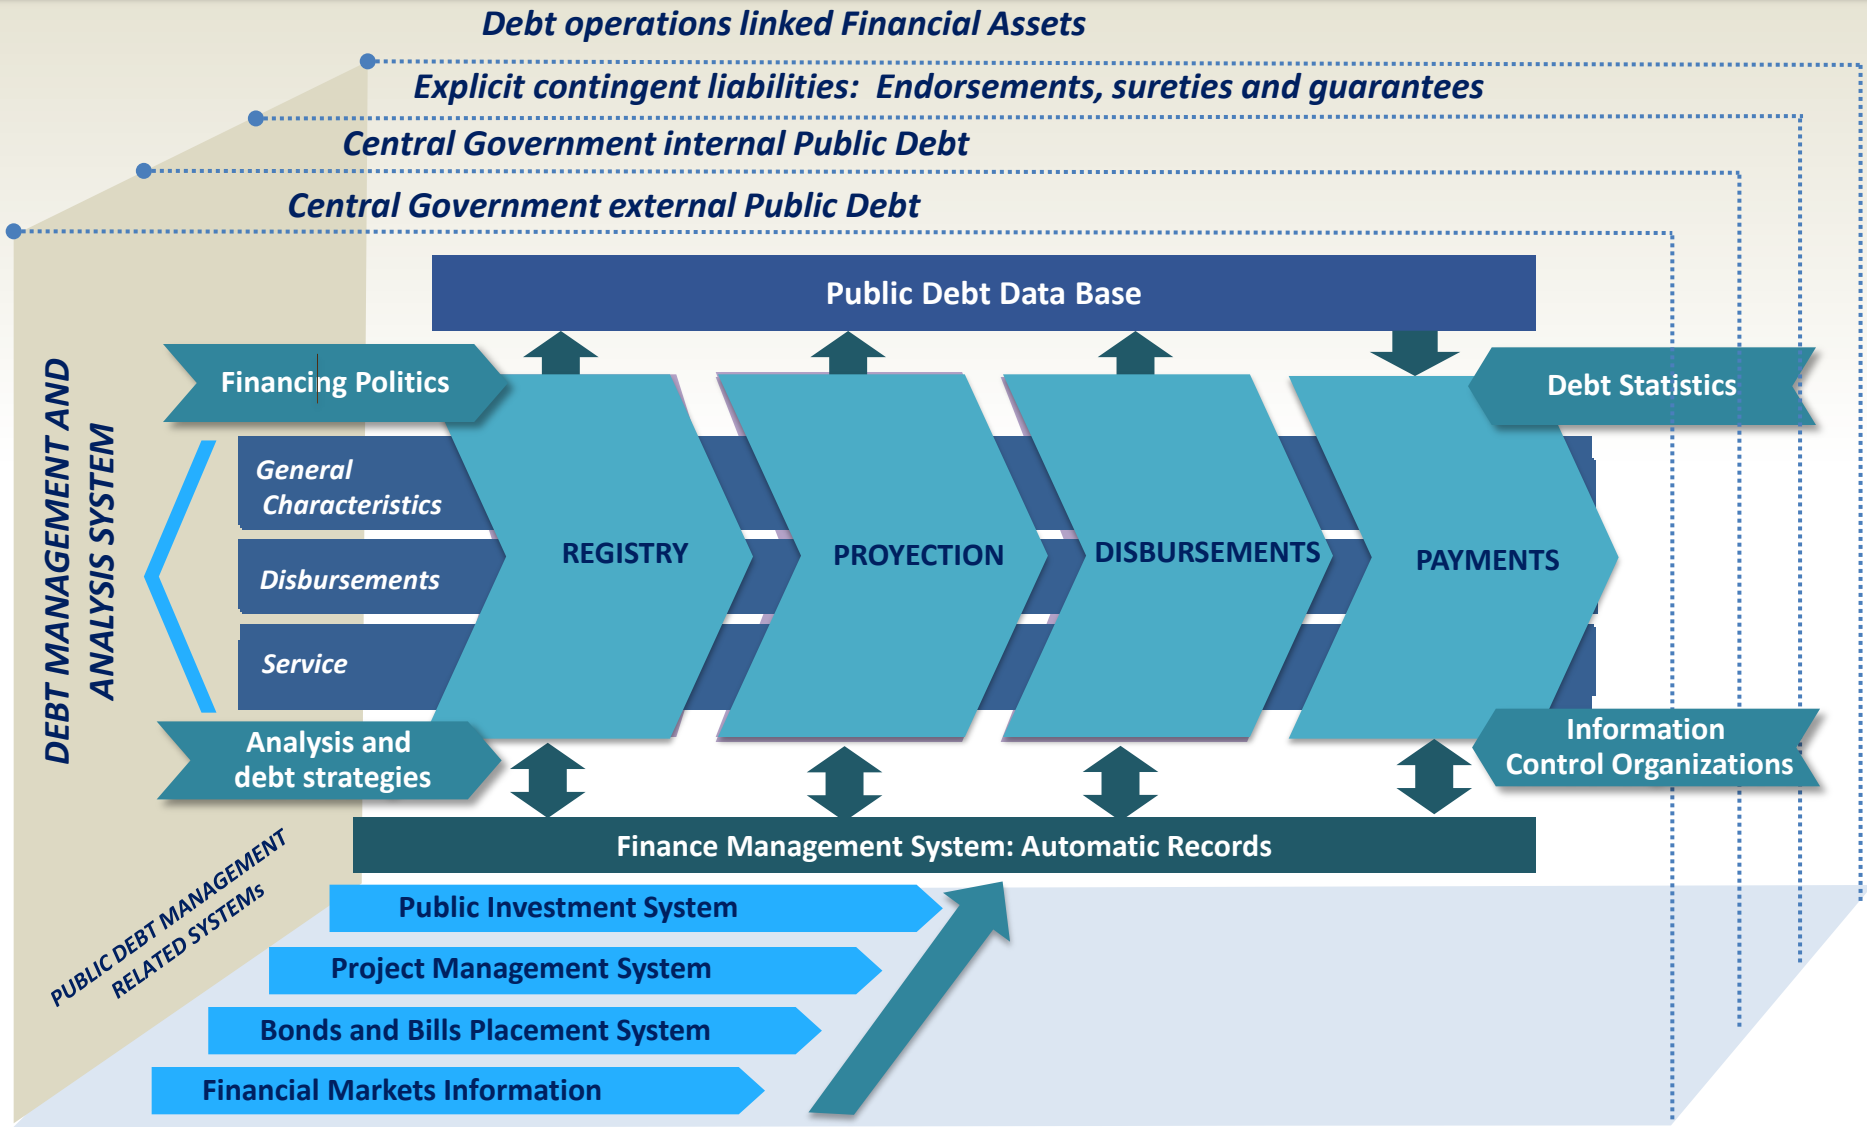 Debt operations linked Financial Assets
Explicit contingent liabilities: Endorsements, sureties and guarantees
Central Government internal Public Debt
Central Government external Public Debt
Public Debt Data Base
DEBT MANAGEMENT AND
ANALYSIS SYSTEM
Financing Politics
Debt Statistics
General
Characteristics
Disbursements
Service
REGISTRY
PROYECTION
DISBURSEMENTS
PAYMENTS
Analysis and
debt strategies
Information
Control Organizations
Finance Management System: Automatic Records
PUBLIC DEBT MANAGEMENT
RELATED SYSTEMs
Public Investment System
Project Management System
Bonds and Bills Placement System
Financial Markets Information